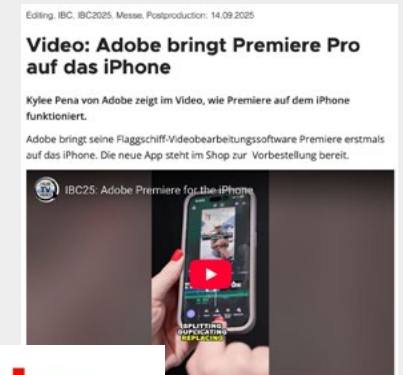 Editing, IBC, IBC2025, Messe, Postproduction: 14.09.2025
Video: Adobe bringt Premiere Pro
auf das iPhone
Kylee Pena von Adobe zeigt im Video, wie Premiere auf dem iPhone
funktioniert.
Adobe bringt seine Flaggschiff-Videobearbeitungssoftware Premiere erstmals
auf das iPhone. Die neue App steht im Shop zur Vorbestellung bereit.
IBC25: Adobe Premiere for the iPhone
SPLITTING
DUPLICATING
REPLACING